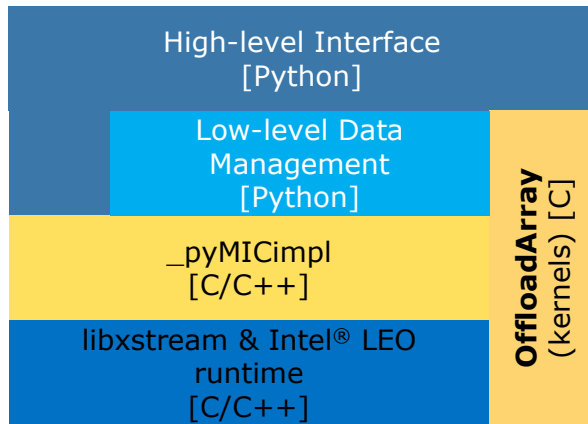 High-level Interface
[Python]
Low-level Data
Management
[Python]
_pyMICimpl
[C/C++]
libxstream & Intel® LEO
runtime
[C/C++]
OffloadArray
(kernels) [C]